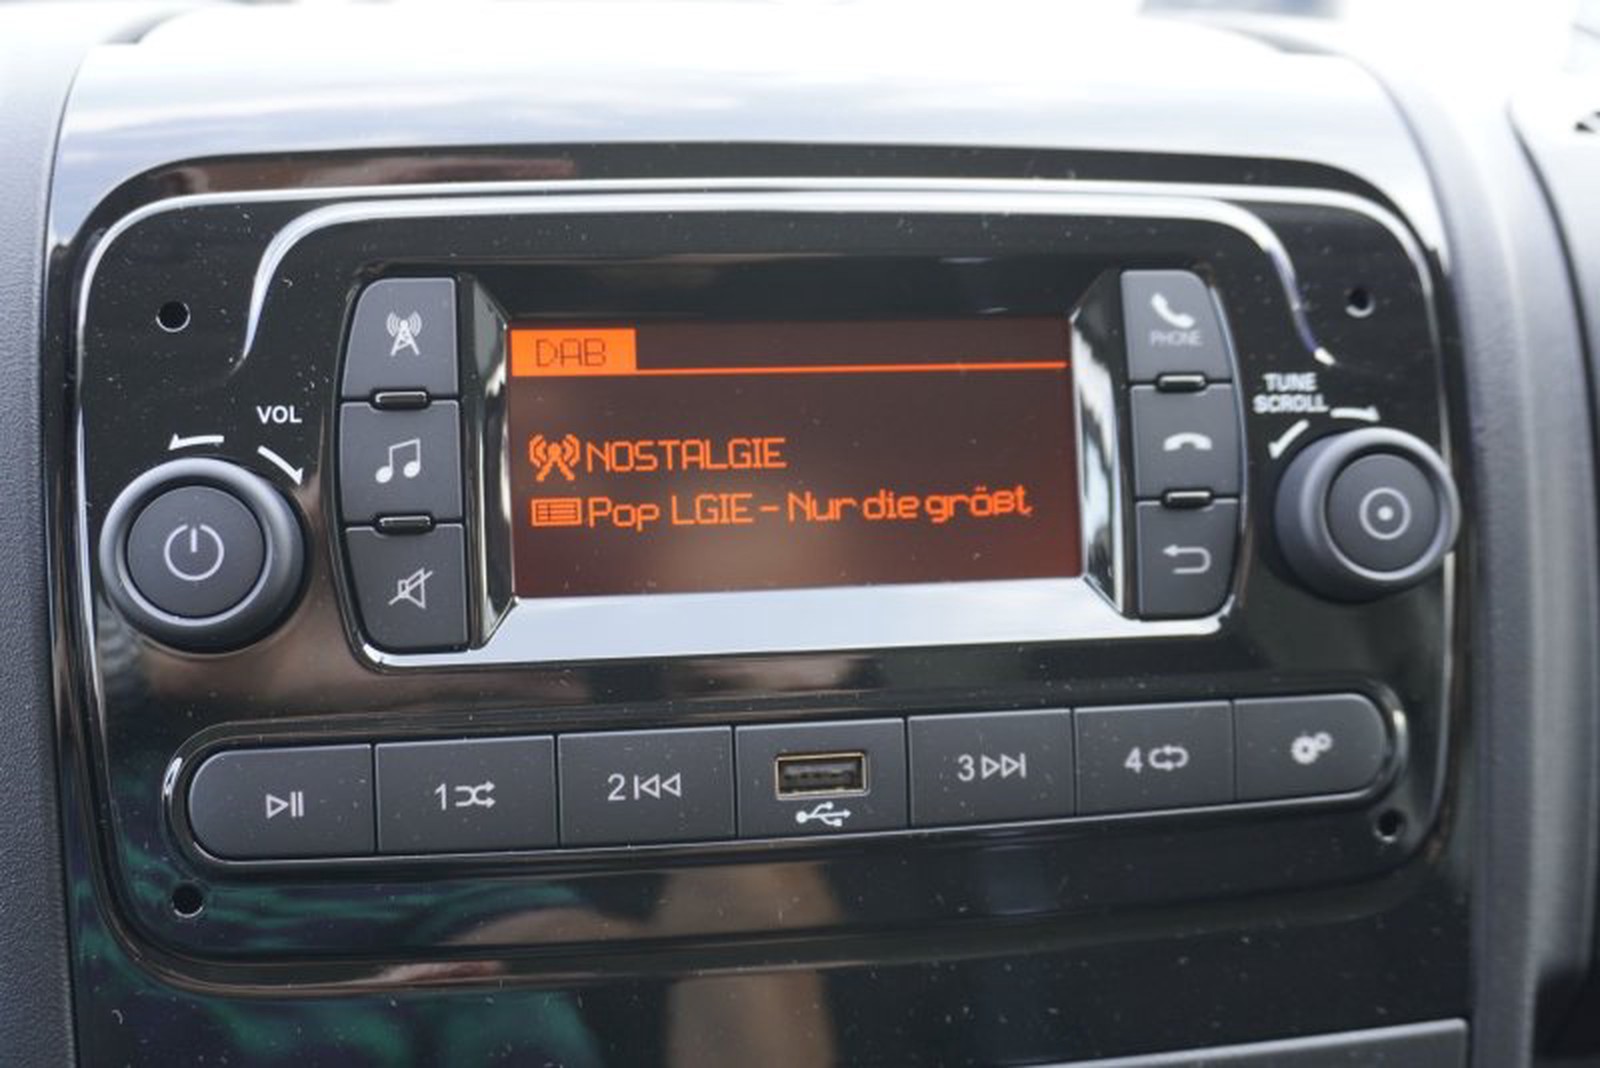 DAB
PHONE
VOL
TUNE
SCROLL
NOSTALGIE
Pop LGIE - Nur die größt
1
2
3
4